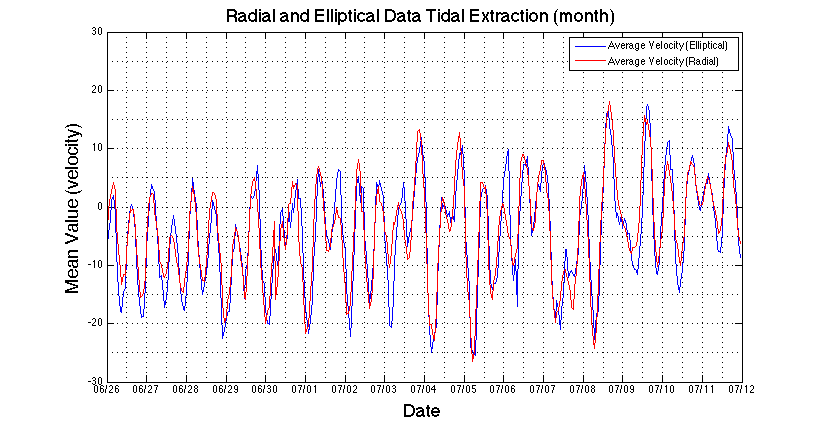 Radial and Elliptical Data Tidal Extraction (month)
30
Average Velocity(Elliptical)
Average Velocity(Radial)
20
10
0
-10
-20
-30
Mean Value (velocity)
06/26 06/27 06/28 06/29 06/30 07/01 07/02 07/03 07/04 07/05 07/06 07/07 07/08 07/09 07/10 07/11 07/12
Date